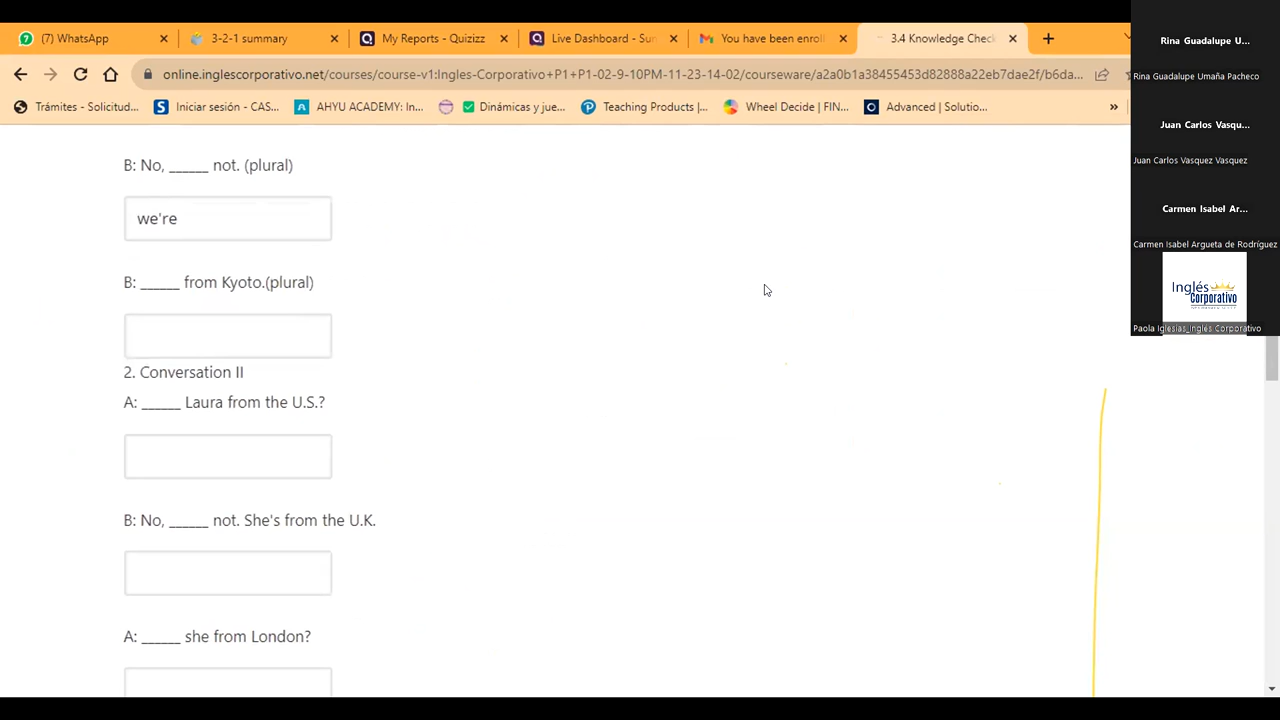 (7) WhatsApp
3-2-1 summary
My Reports - Quizizz
Live Dashboard - Sur
You have been enrol
3.4 Knowledge Check
online.inglescorporativo.net/courses/course-v1:Ingles-Corporativo+P1+P1-02-9-10PM-11-23-14-02/courseware/a2a0b1a38455453d82888a22eb7dae2f/b6da...
Trámites - Solicitud...
Iniciar sesión - CAS...
AHYU ACADEMY: In...
Dinámicas y jue...
Teaching Products |...
Wheel Decide | FIN...
Advanced | Solutio...
»
B: No, ______ not. (plural)
we're
B: ______ from Kyoto.(plural)
2. Conversation II
A: ______ Laura from the U.S.?
B: No, ______ not. She's from the U.K.
A: ______ she from London?
Rina Guadalupe U...
Rina Guadalupe Umaña Pacheco
Juan Carlos Vasqu...
Juan Carlos Vasquez Vasquez
Carmen Isabel Ar...
Carmen Isabel Argueta de Rodríguez
Inglés
Corporativo
Paola Iglesias_Inglés Corporativo